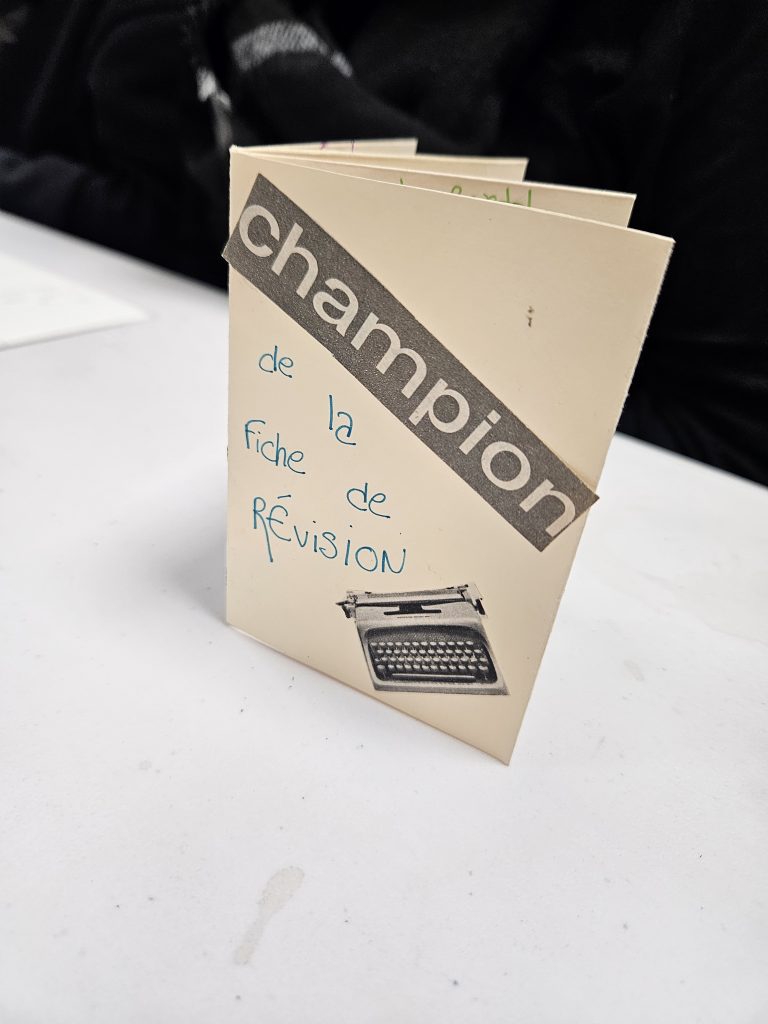 champion
de
la
Fiche
de
RÉVISION